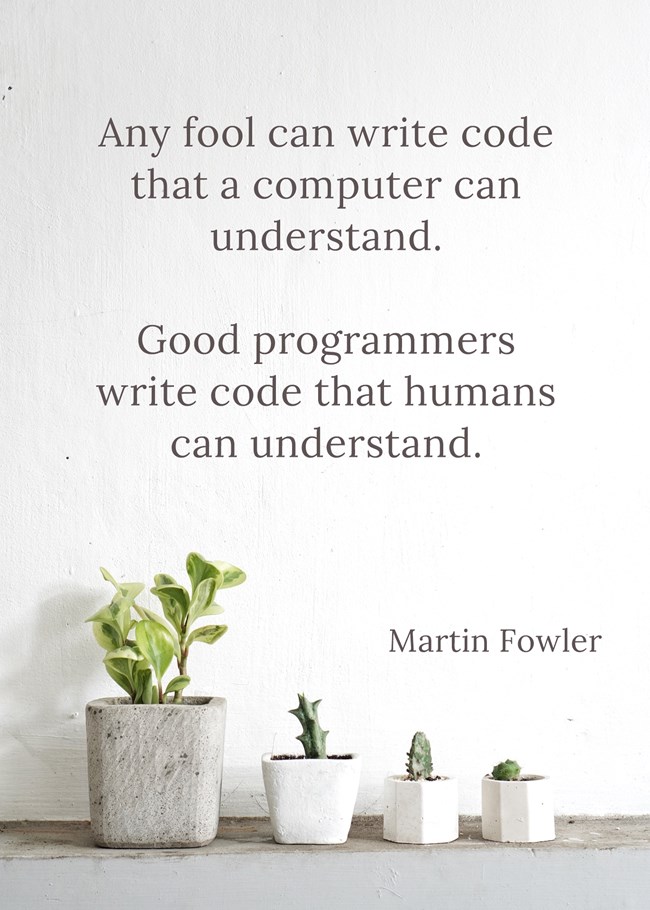 Any fool can write code
that a computer can
understand.
Good programmers
write code that humans
can understand.
Martin Fowler